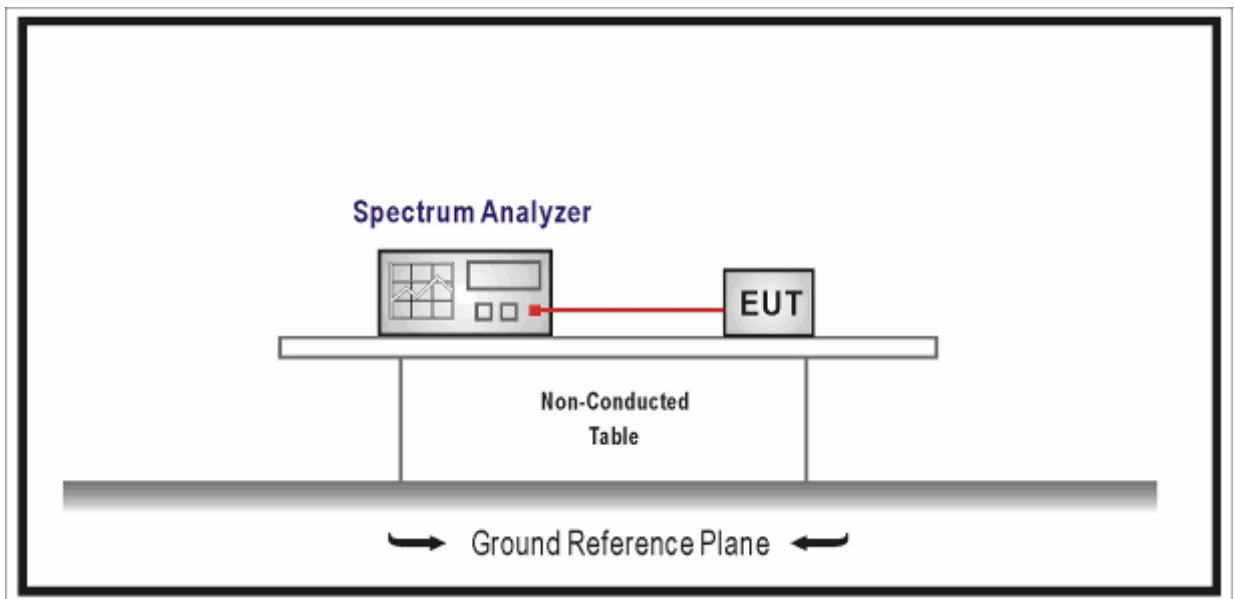 Spectrum Analyzer
EUT
Non-Conducted
Table
Ground Reference Plane